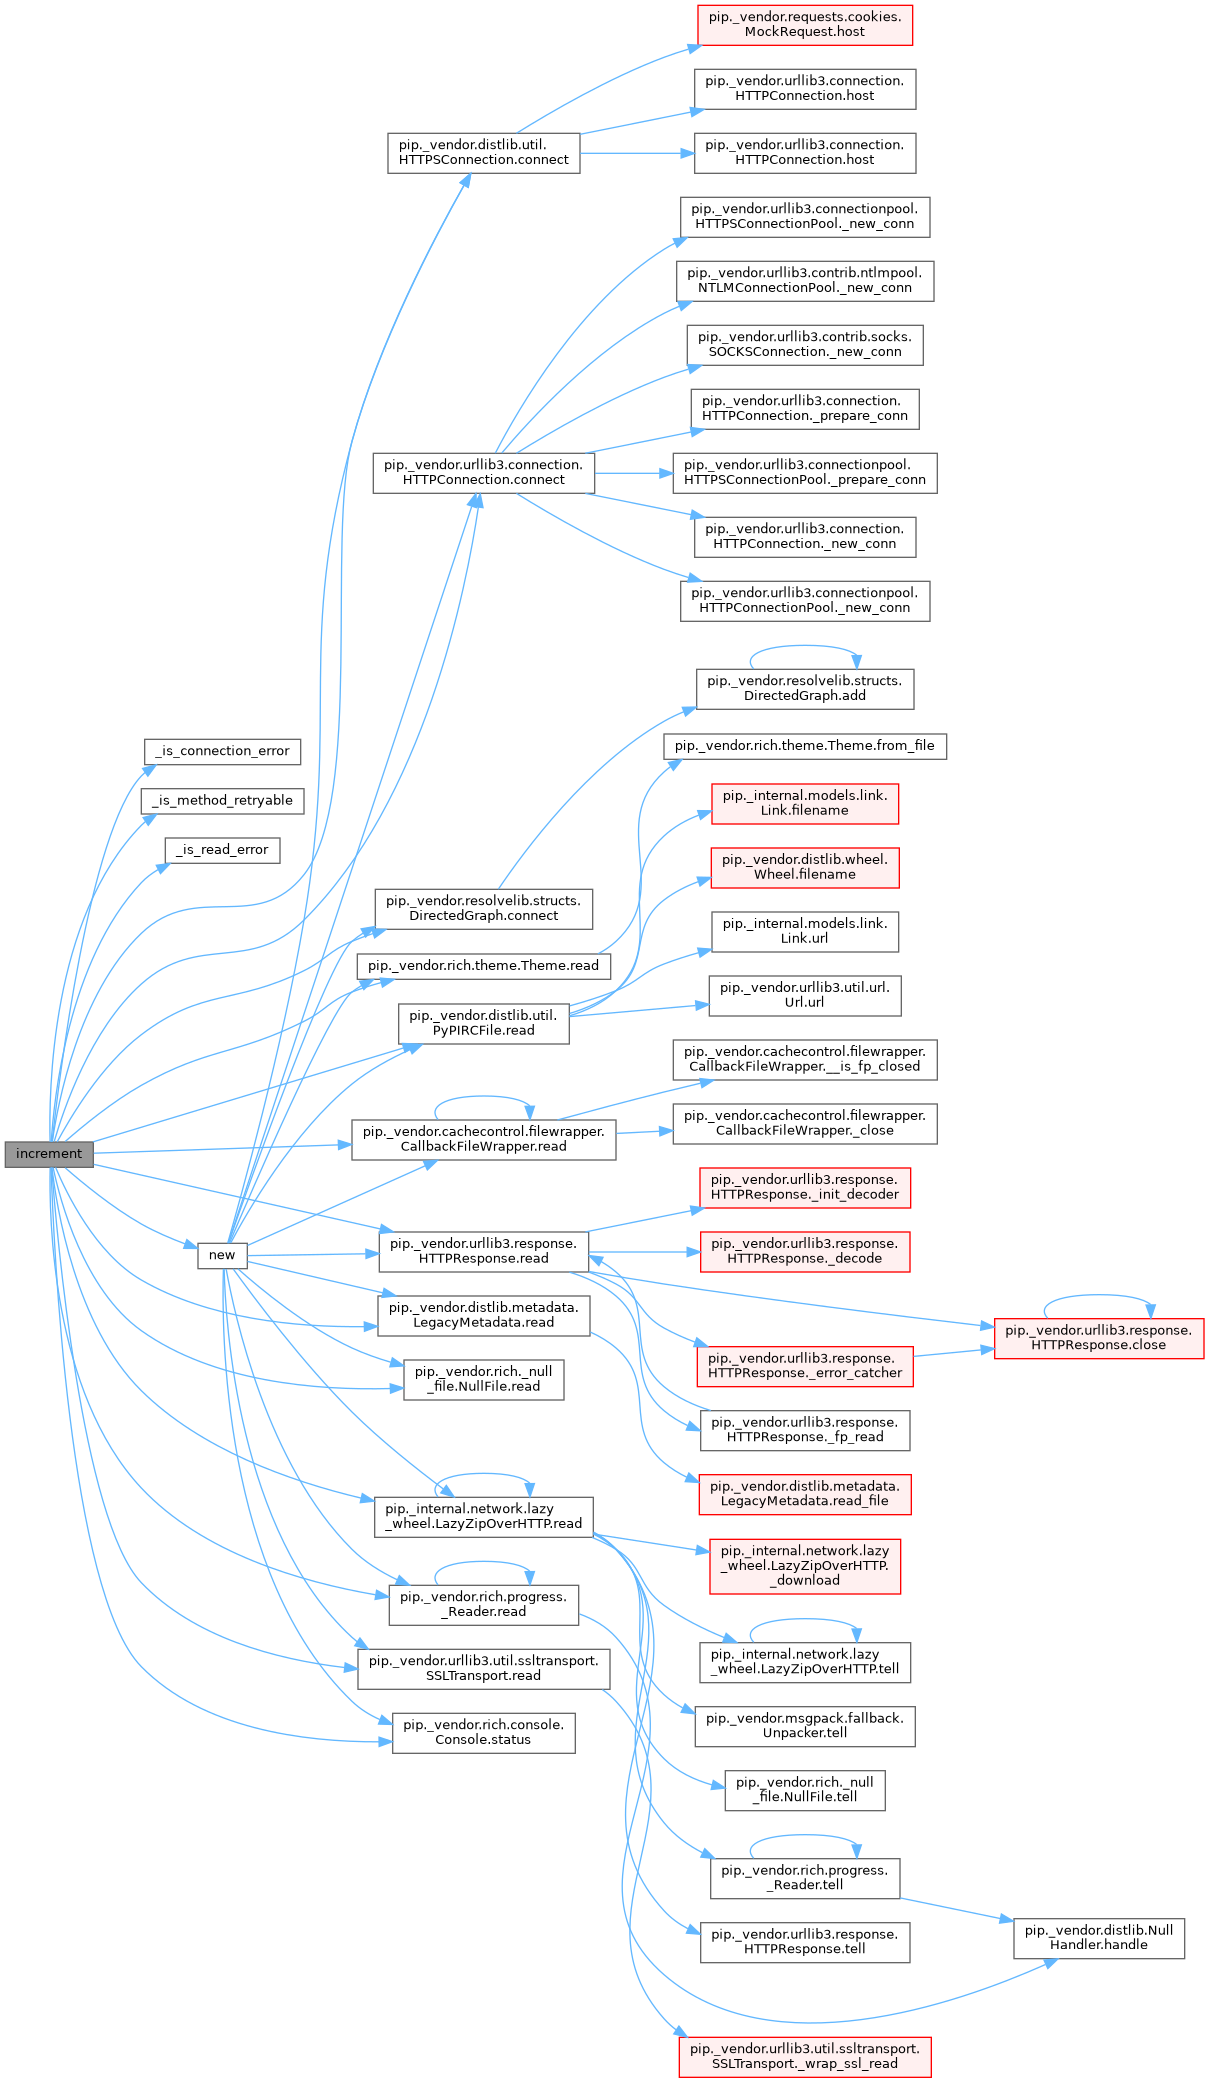 pip._vendor.requests.cookies.
MockRequest.host
pip._vendor.urllib3.connection.
HTTPConnection.host
pip._vendor.distlib.util.
HTTPSConnection.connect
pip._vendor.urllib3.connection.
HTTPConnection.host
pip._vendor.urllib3.connectionpool.
HTTPSConnectionPool._new_conn
pip._vendor.urllib3.contrib.ntlmpool.
NTLMConnectionPool._new_conn
pip._vendor.urllib3.contrib.socks.
SOCKSConnection._new_conn
pip._vendor.urllib3.connection.
HTTPConnection._prepare_conn
pip._vendor.urllib3.connection.
HTTPConnection.connect
pip._vendor.urllib3.connectionpool.
HTTPSConnectionPool._prepare_conn
pip._vendor.urllib3.connection.
HTTPConnection._new_conn
pip._vendor.urllib3.connectionpool.
HTTPConnectionPool._new_conn
pip._vendor.resolvelib.structs.
DirectedGraph.add
pip._vendor.rich.theme.Theme.from_file
_is_connection_error
_is_method_retryable
_is_read_error
pip._internal.models.link.
Link.filename
pip._vendor.distlib.wheel.
Wheel.filename
pip._vendor.resolvelib.structs.
DirectedGraph.connect
pip._internal.models.link.
Link.url
pip._vendor.rich.theme.Theme.read
pip._vendor.urllib3.util.url.
Url.url
pip._vendor.distlib.util.
PyPIRCFile.read
pip._vendor.cachecontrol.filewrapper.
CallbackFileWrapper.__is_fp_closed
pip._vendor.cachecontrol.filewrapper.
CallbackFileWrapper._close
pip._vendor.cachecontrol.filewrapper.
CallbackFileWrapper.read
increment
pip._vendor.urllib3.response.
HTTPResponse._init_decoder
new
pip._vendor.urllib3.response.
HTTPResponse.read
pip._vendor.urllib3.response.
HTTPResponse._decode
pip._vendor.distlib.metadata.
LegacyMetadata.read
pip._vendor.urllib3.response.
HTTPResponse.close
pip._vendor.rich._null
_file.NullFile.read
pip._vendor.urllib3.response.
HTTPResponse._error_catcher
pip._vendor.urllib3.response.
HTTPResponse._fp_read
pip._vendor.distlib.metadata.
LegacyMetadata.read_file
pip._internal.network.lazy
_wheel.LazyZipOverHTTP.read
pip._internal.network.lazy
_wheel.LazyZipOverHTTP.
_download
pip._vendor.rich.progress.
_Reader.read
pip._internal.network.lazy
_wheel.LazyZipOverHTTP.tell
pip._vendor.urllib3.util.ssltransport.
SSLTransport.read
pip._vendor.msgpack.fallback.
Unpacker.tell
pip._vendor.rich.console.
Console.status
pip._vendor.rich._null
_file.NullFile.tell
pip._vendor.rich.progress.
_Reader.tell
pip._vendor.urllib3.response.
HTTPResponse.tell
pip._vendor.distlib.Null
Handler.handle
pip._vendor.urllib3.util.ssltransport.
SSLTransport._wrap_ssl_read